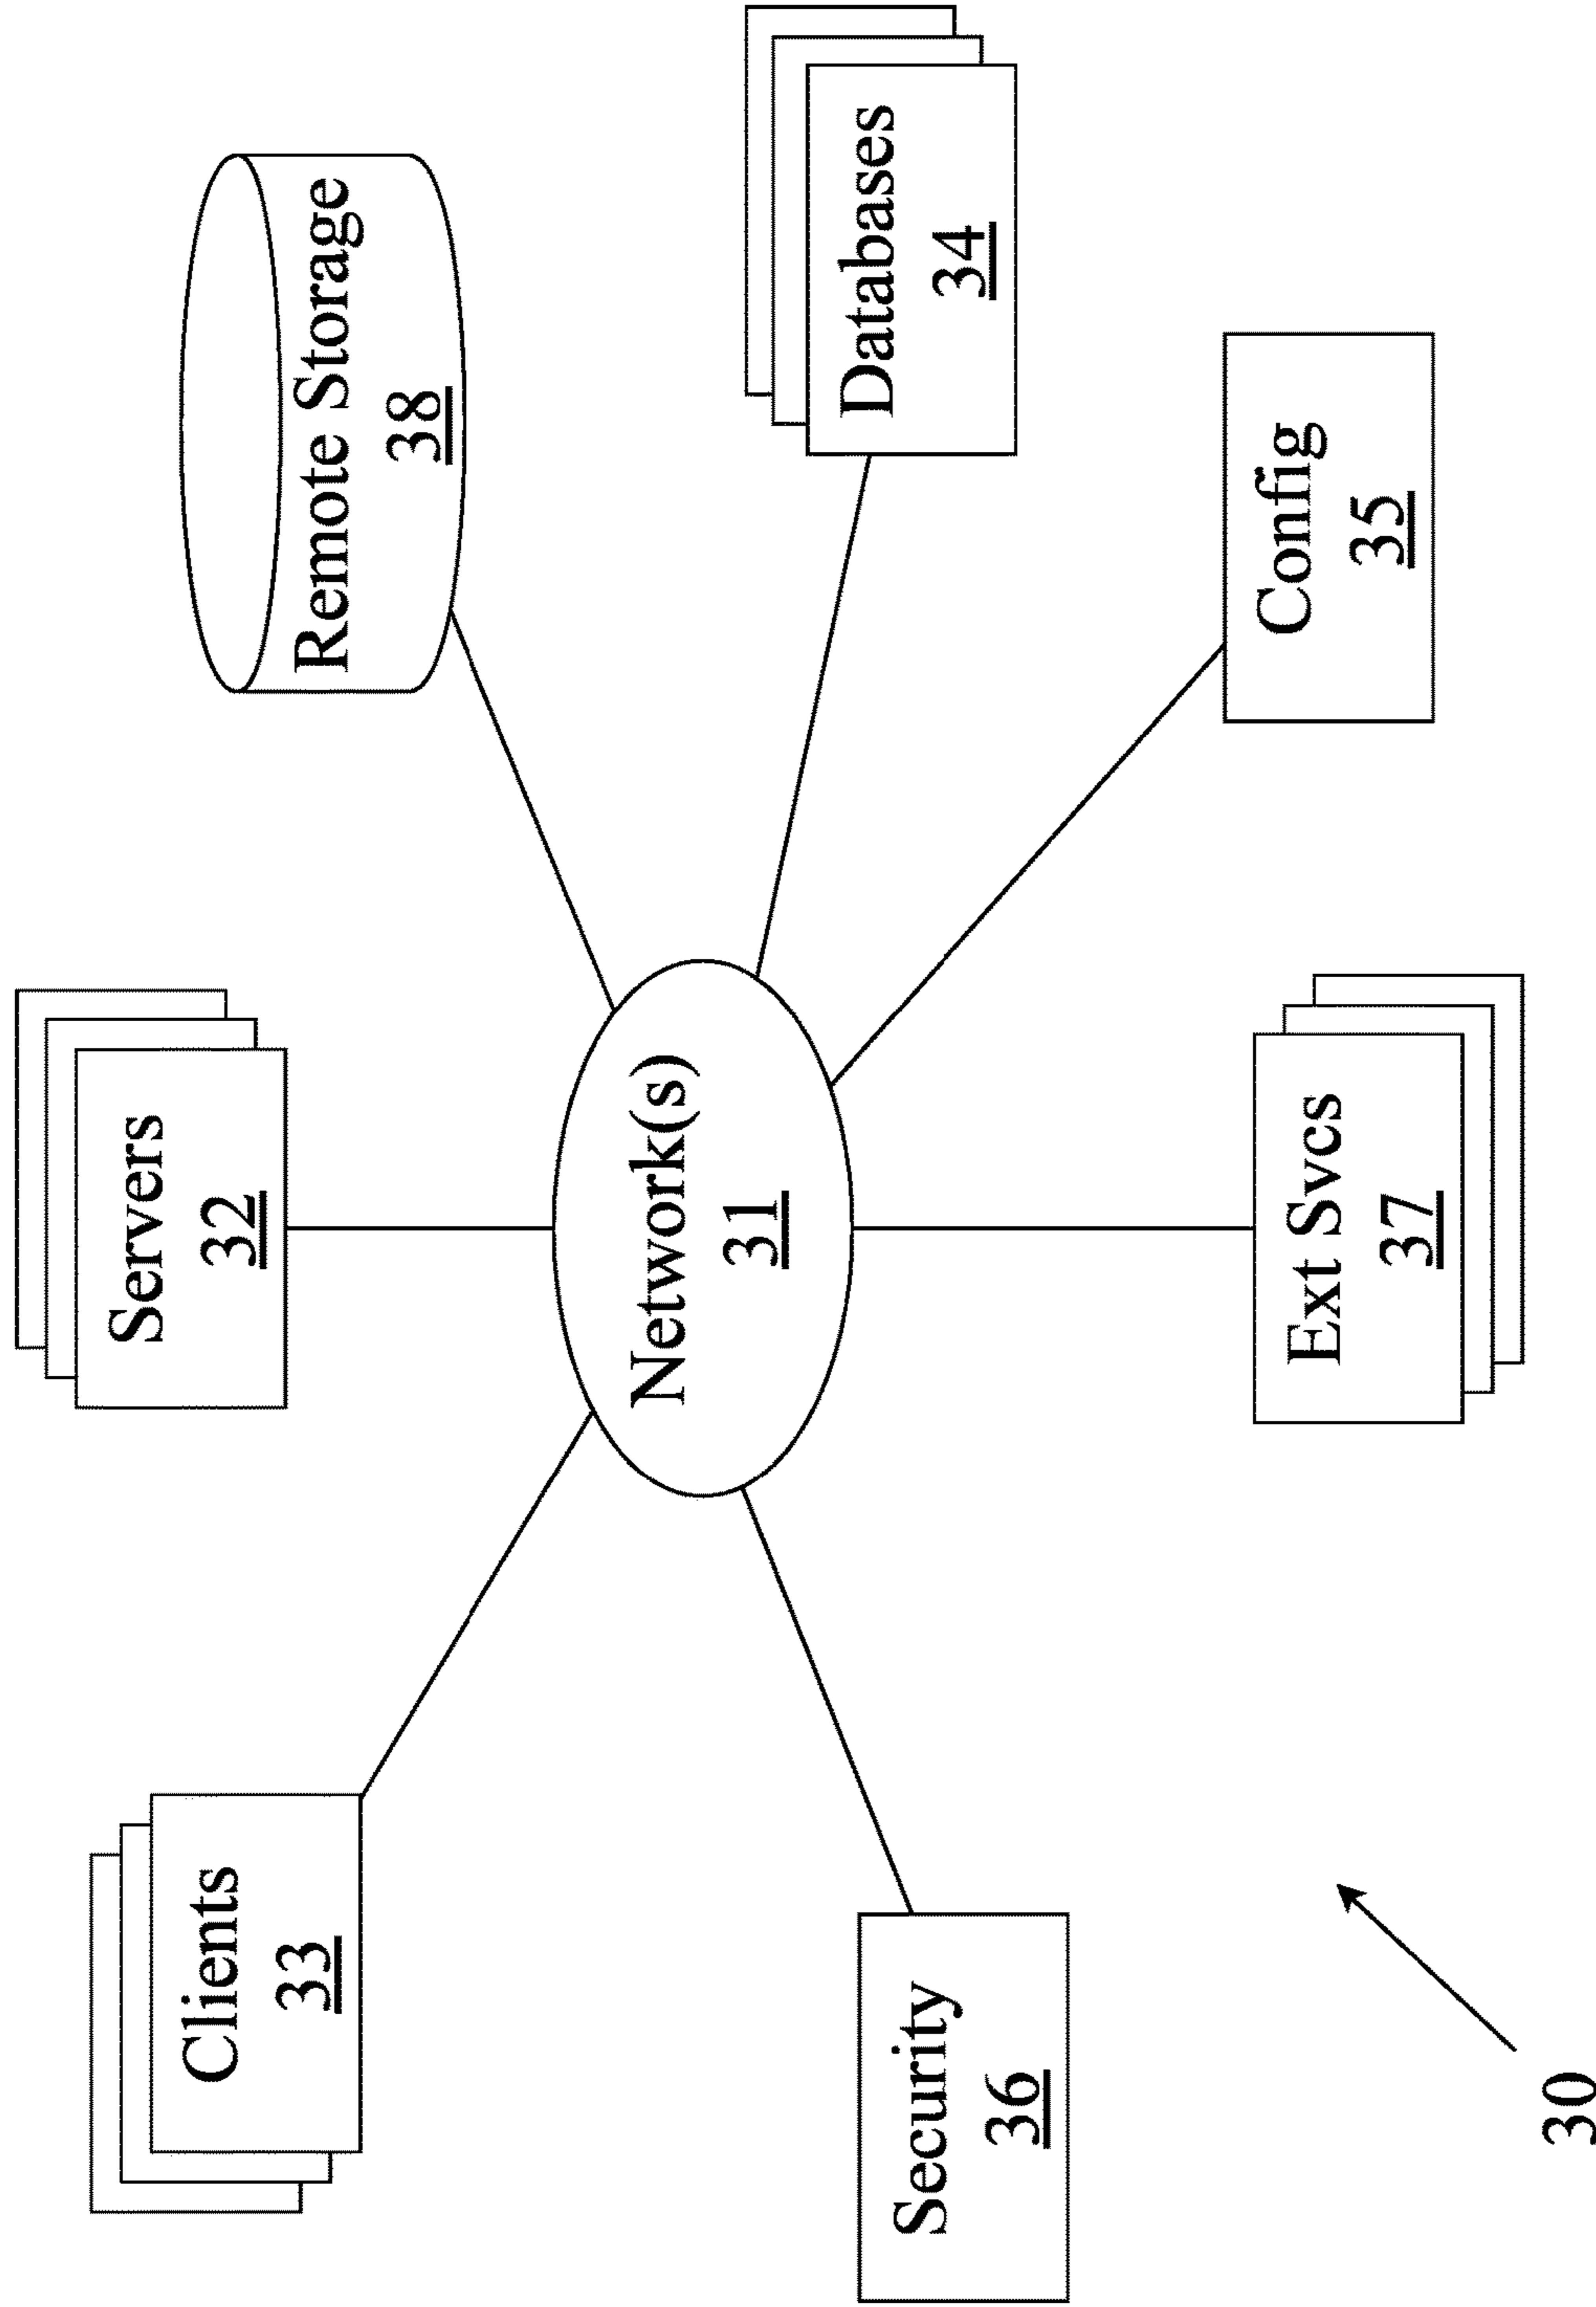 Servers
32
Clients
33
Remote Storage
38
Network(s)
31
Databases
34
Security
36
Ext Svcs
37
Config
35
30